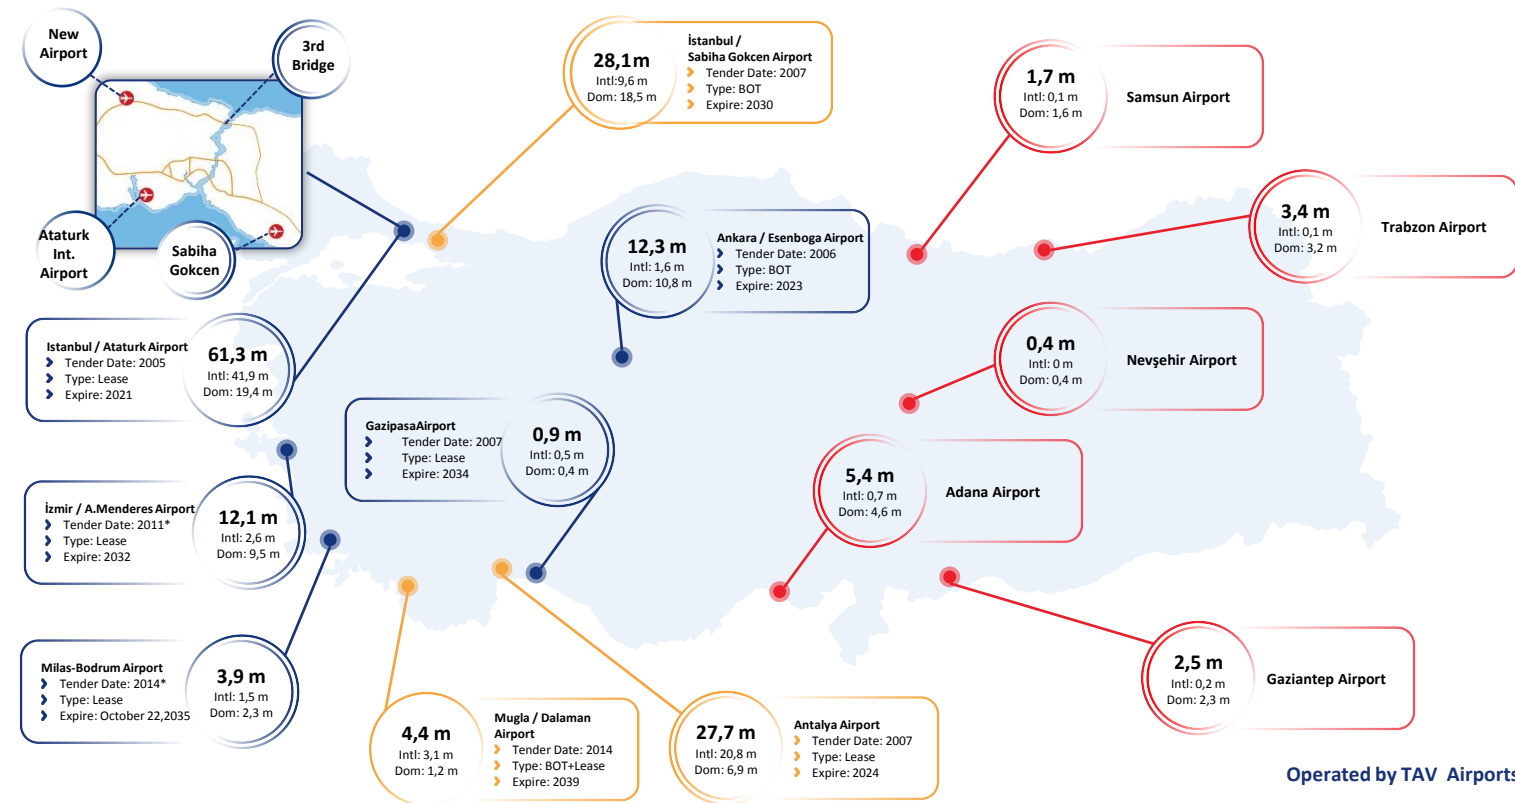 New
Airport
3rd
Bridge
Ataturk
Int.
Airport
Sabiha
Gokcen
28,1m
Intl:9,6 m
Dom: 18,5 m
İstanbul /
Sabiha Gokcen Airport
Tender Date: 2007
Type: BOT
Expire: 2030
1,7 m
Intl: 0,1 m
Dom: 1,6 m
Samsun Airport
3,4 m
Intl: 0,1 m
Dom: 3,2 m
Trabzon Airport
12,3 m
Intl: 1,6 m
Dom: 10,8 m
Ankara / Esenboga Airport
Tender Date: 2006
Type: BOT
Expire: 2023
Istanbul / Ataturk Airport
Tender Date: 2005
Type: Lease
Expire: 2021
61,3 m
Intl: 41,9 m
Dom: 19,4 m
0,4 m
Intl: 0 m
Dom: 0,4 m
Nevşehir Airport
GazipasaAirport
Tender Date: 2007
Type: Lease
Expire: 2034
0,9 m
Intl: 0,5 m
Dom: 0,4 m
5,4 m
Intl: 0,7 m
Dom: 4,6 m
Adana Airport
İzmir / A.Menderes Airport
Tender Date: 2011*
Type: Lease
Expire: 2032
12,1 m
Intl: 2,6 m
Dom: 9,5 m
Milas-Bodrum Airport
Tender Date: 2014*
Type: Lease
Expire: October 22,2035
3,9 m
Intl: 1,5 m
Dom: 2,3 m
4,4 m
Intl: 3,1 m
Dom: 1,2 m
Mugla / Dalaman
Airport
Tender Date: 2014
Type: BOT+Lease
Expire: 2039
27,7 m
Intl: 20,8 m
Dom: 6,9 m
Antalya Airport
Tender Date: 2007
Type: Lease
Expire: 2024
2,5 m
Intl: 0,2 m
Dom: 2,3 m
Gaziantep Airport
Operated by TAV Airports